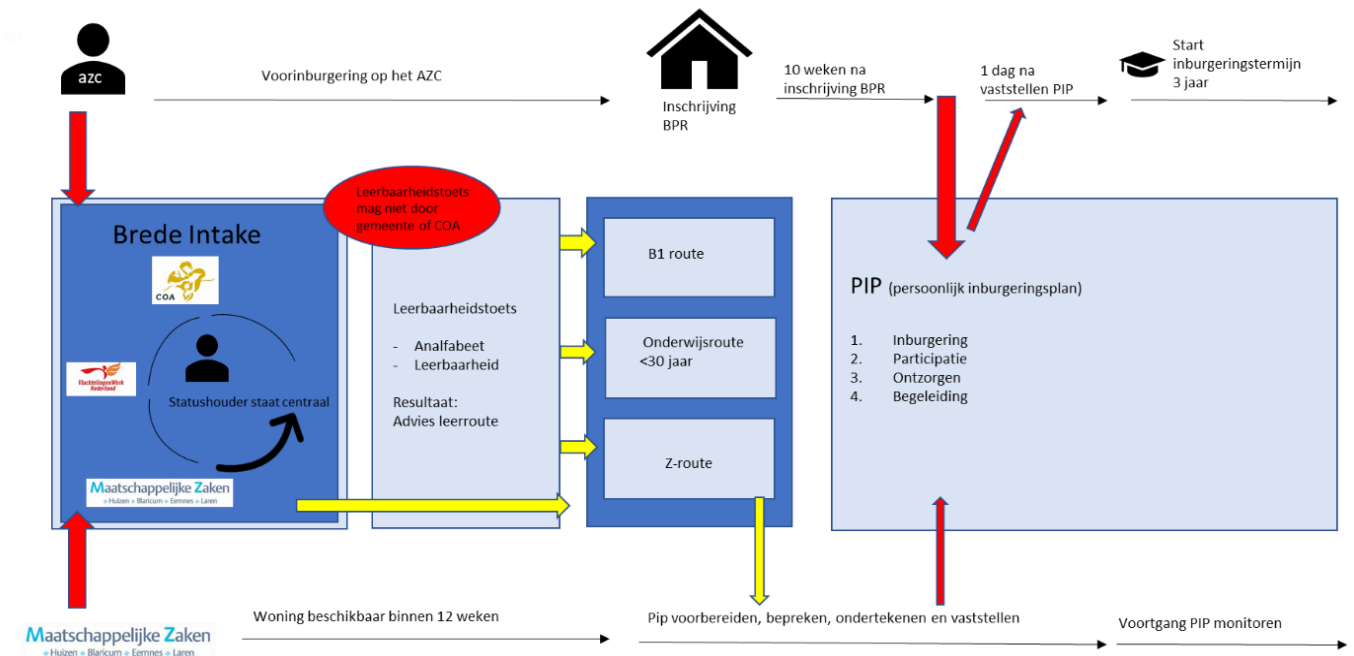 azc
Voorinburgering op het AZC
Inschrijving
BPR
10 weken na
inschrijving BPR
1 dag na
vaststellen PIP
Start
inburgeringstermijn
3 jaar
Brede Intake
COA
VluchtelingenWerk
Nederland
Statushouder staat centraal
Maatschappelijke Zaken
Huizen Blaricum Eemnes Laren
Leerbaarheidstoets
mag niet door
gemeente of COA
Leerbaarheidstoets
- Analfabeet
- Leerbaarheid
Resultaat:
Advies leerroute
B1 route
Onderwijsroute
<30 jaar
Z-route
PIP (persoonlijk inburgeringsplan)
1. Inburgering
2. Participatie
3. Ontzorgen
4. Begeleiding
Maatschappelijke Zaken
Huizen Blaricum Eemnes Laren
Woning beschikbaar binnen 12 weken
Pip voorbereiden, bepreken, ondertekenen en vaststellen
Voortgang PIP monitoren